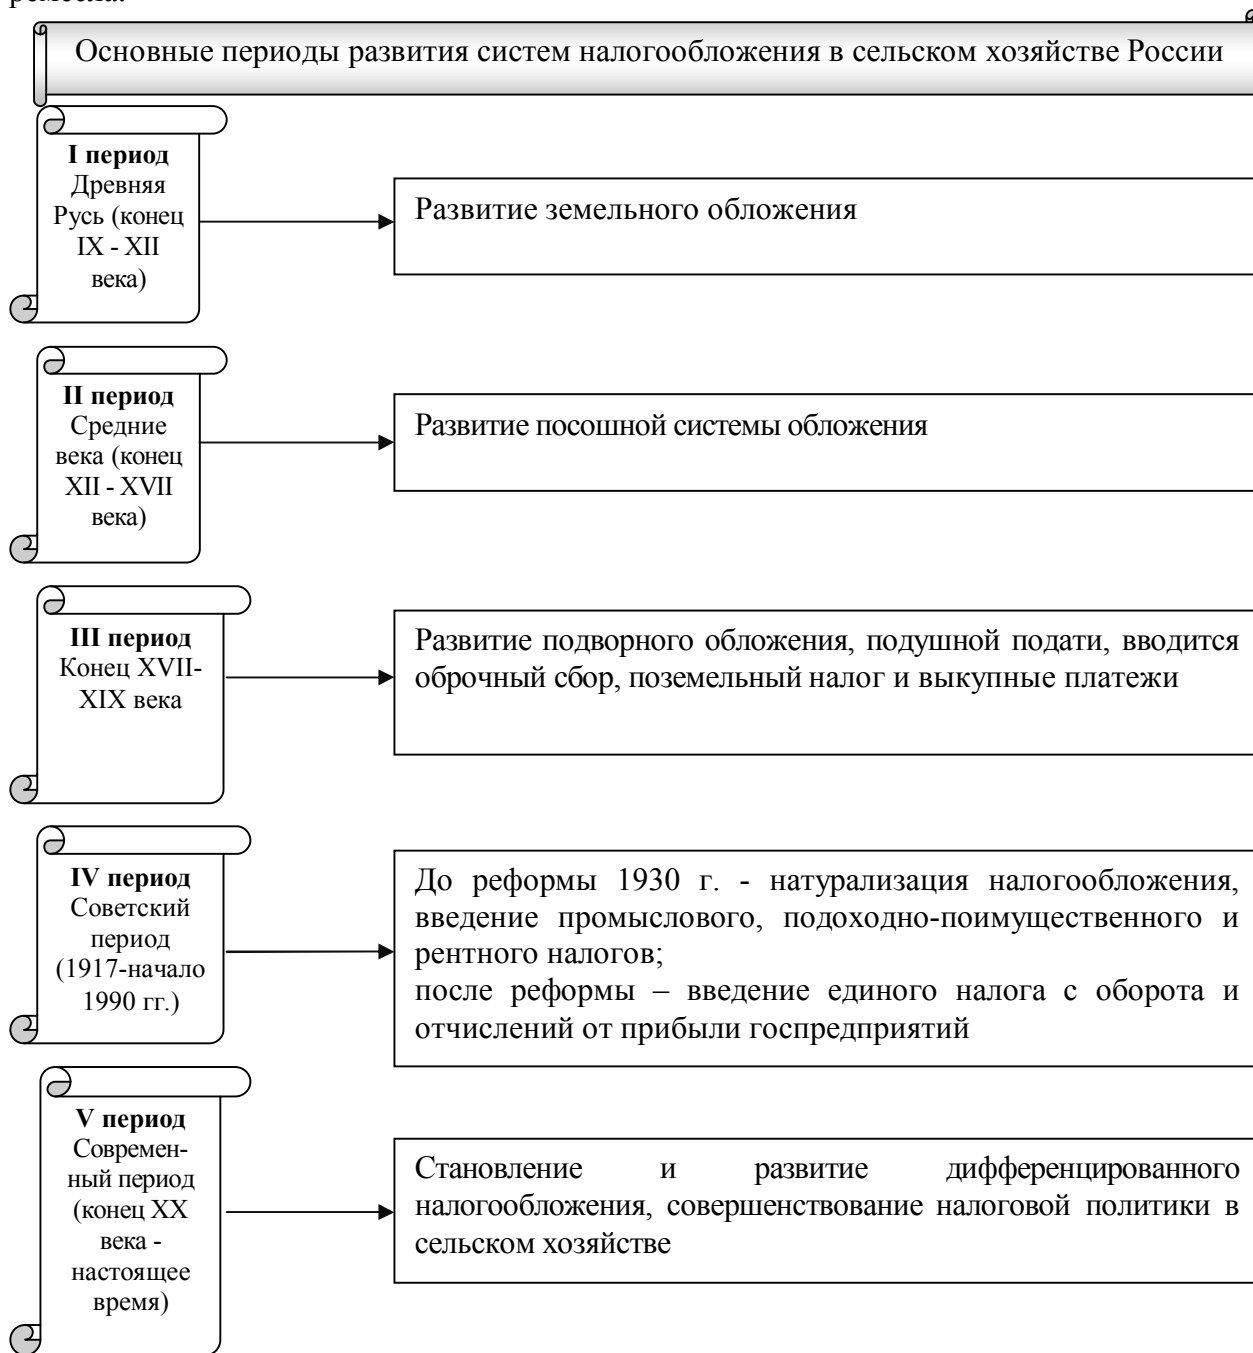 Основные периоды развития систем налогообложения в сельском хозяйстве России
I период
Древняя
Русь (конец
IX - XII
века)
Развитие земельного обложения
II период
Средние
века (конец
XII - XVII
века)
Развитие посошной системы обложения
III период
Конец XVII-
XIX века
Развитие подворного обложения, подушной подати, вводится
оброчный сбор, поземельный налог и выкупные платежи
IV период
Советский
период
(1917-начало
1990 гг.)
До реформы 1930 г. - натурализация налогообложения,
введение промыслового, подоходно-поимущественного и
рентного налогов;
после реформы – введение единого налога с оборота и
отчислений от прибыли госпредприятий
V период
Современ-
ный период
(конец XX
века -
настоящее
время)
Становление и развитие дифференцированного
налогообложения, совершенствование налоговой политики в
сельском хозяйстве